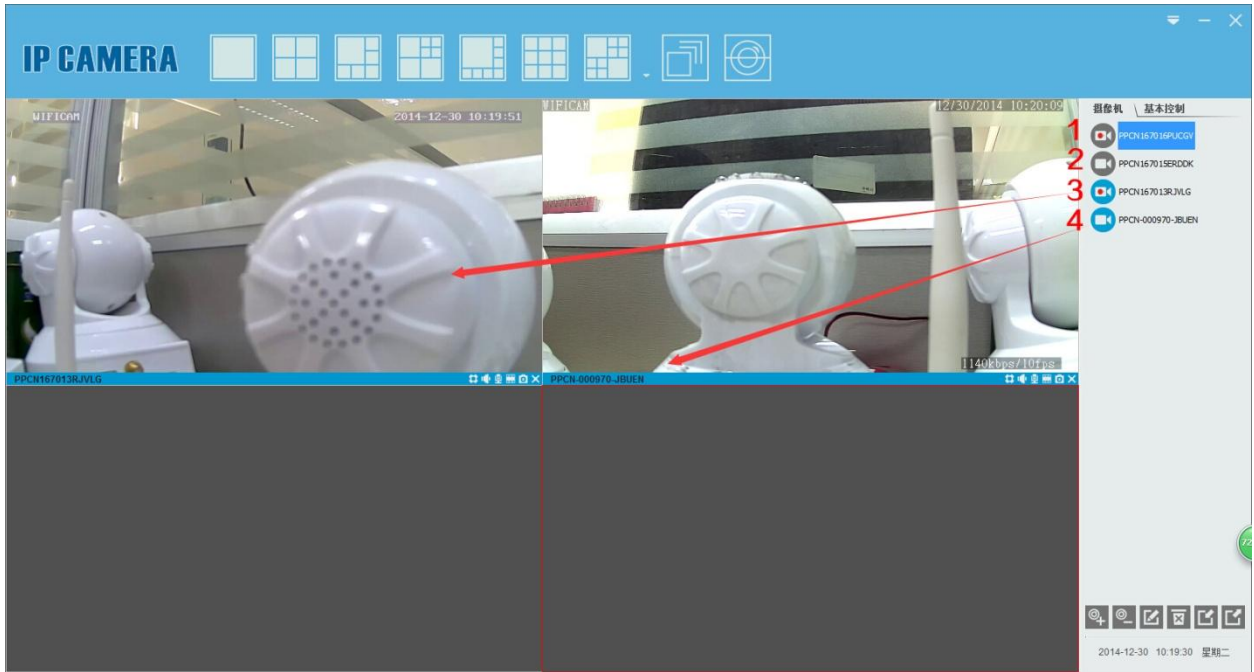 IP CAMERA
WIFICAM
2014-12-30 10:19:51
WIFICAM
12/30/2014 10:20:09
摄像机
基本控制
1
PPCN167016PUCGV
2
PPCN167015ERDDK
3
PPCN167013RJVLG
4
PPCN-000970-JBUEN
1140kbps/10fps
PPCN167013RJVLG
PPCN-000970-JBUEN
72
2014-12-30 10:19:30 星期二